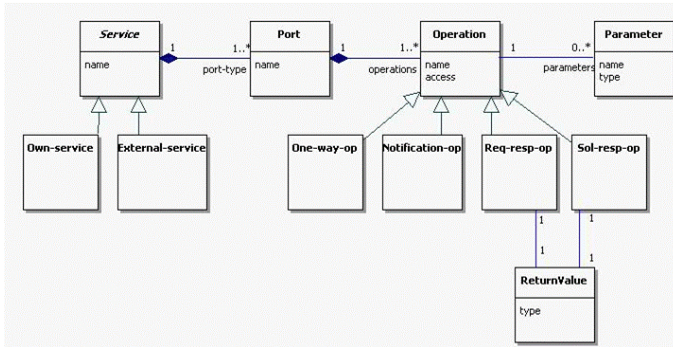 Service
name
1
1..*
port-type
Port
name
1
1..*
operations
Operation
name
access
1
0..*
parameters
Parameter
name
type
Own-service
External-service
One-way-op
Notification-op
Req-resp-op
Sol-resp-op
1
1
1
1
ReturnValue
type